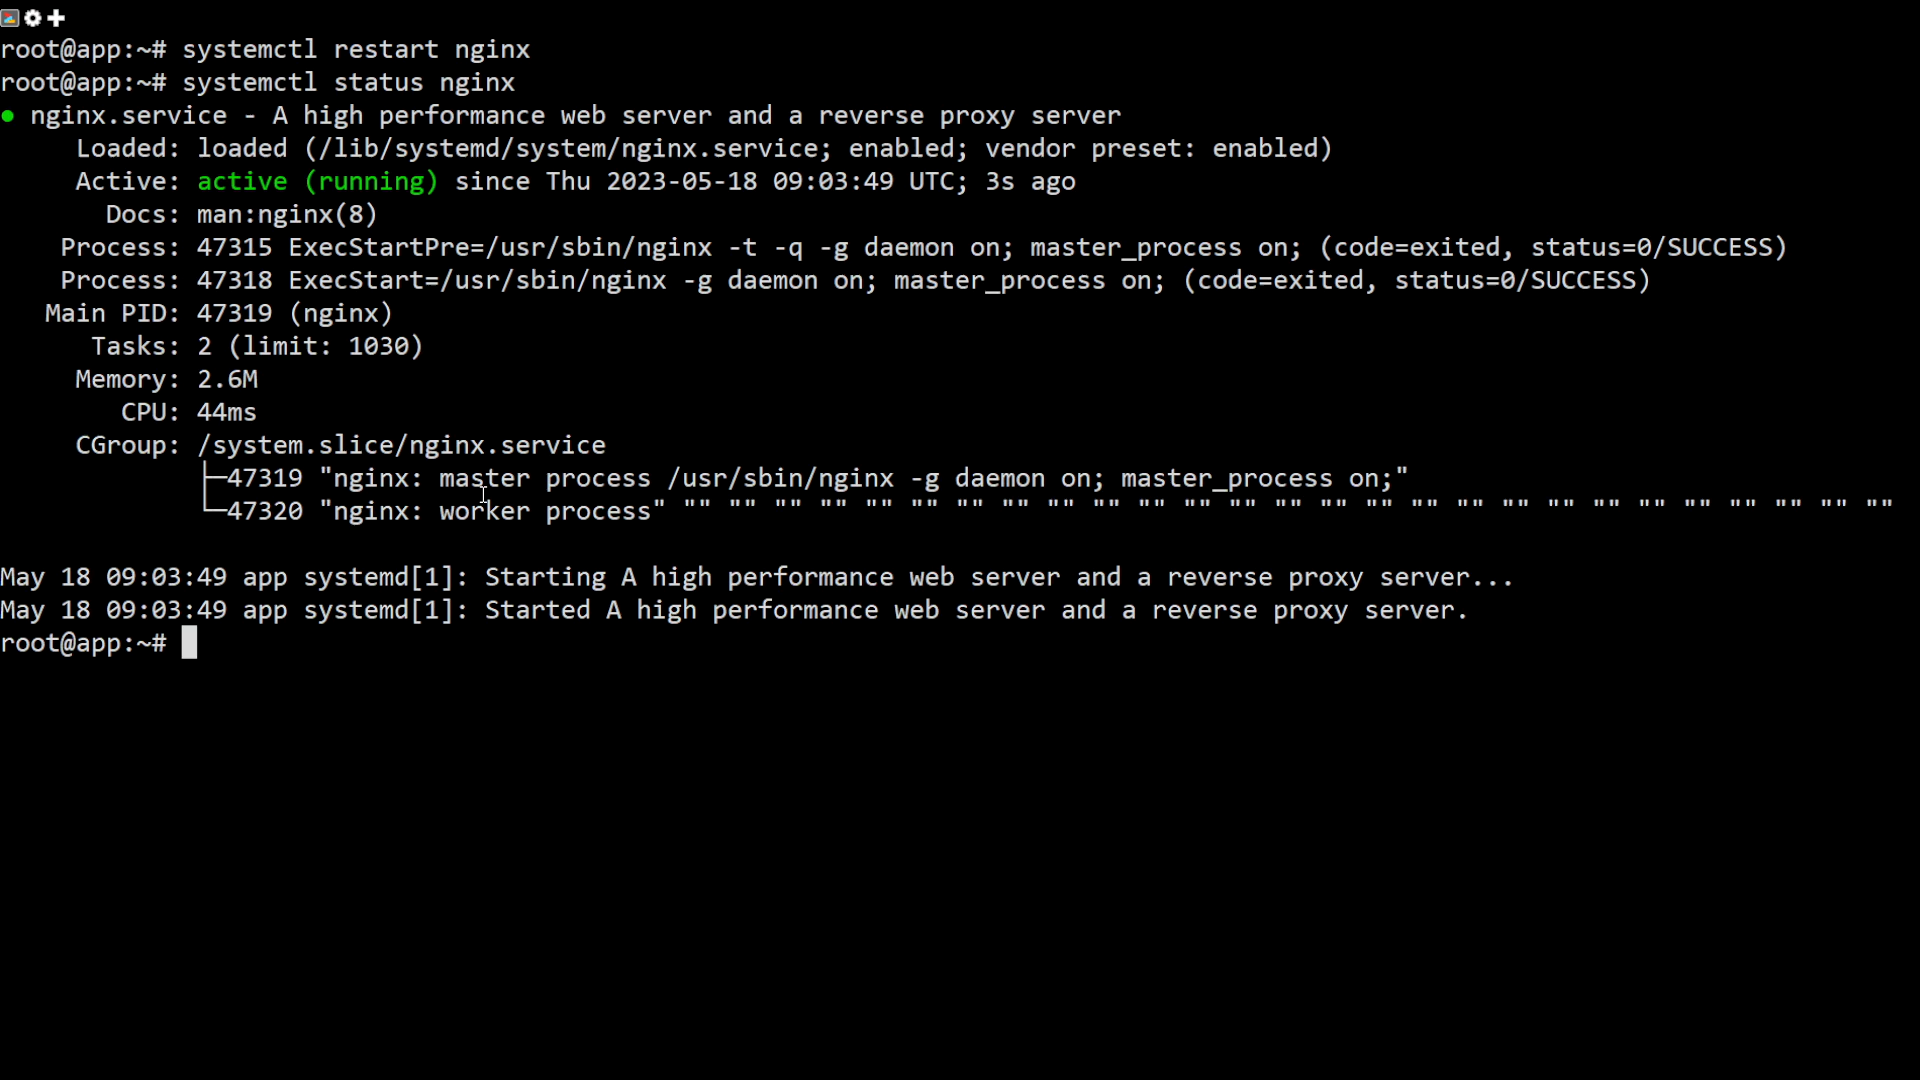 root@app:~# systemctl restart nginx
root@app:~# systemctl status nginx
● nginx.service - A high performance web server and a reverse proxy server
     Loaded: loaded (/lib/systemd/system/nginx.service; enabled; vendor preset: enabled)
     Active: active (running) since Thu 2023-05-18 09:03:49 UTC; 3s ago
       Docs: man:nginx(8)
    Process: 47315 ExecStartPre=/usr/sbin/nginx -t -q -g daemon on; master_process on; (code=exited, status=0/SUCCESS)
    Process: 47318 ExecStart=/usr/sbin/nginx -g daemon on; master_process on; (code=exited, status=0/SUCCESS)
   Main PID: 47319 (nginx)
      Tasks: 2 (limit: 1030)
     Memory: 2.6M
        CPU: 44ms
     CGroup: /system.slice/nginx.service
             ├─47319 "nginx: master process /usr/sbin/nginx -g daemon on; master_process on;"
             └─47320 "nginx: worker process" "" "" "" "" "" "" "" "" "" "" "" "" "" "" "" "" "" "" "" "" "" "" "" "" "" "" ""
May 18 09:03:49 app systemd[1]: Starting A high performance web server and a reverse proxy server...
May 18 09:03:49 app systemd[1]: Started A high performance web server and a reverse proxy server.
root@app:~#